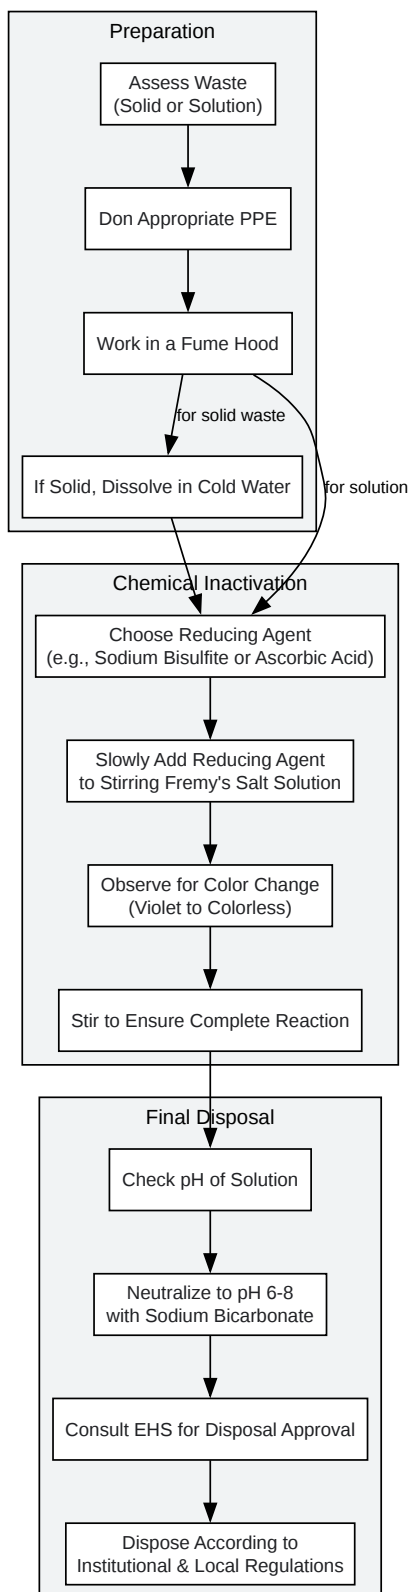 Preparation
Assess Waste
(Solid or Solution)
Don Appropriate PPE
Work in a Fume Hood
for solid waste
If Solid, Dissolve in Cold Water
for solution
Chemical Inactivation
Choose Reducing Agent
(e.g., Sodium Bisulfite or Ascorbic Acid)
Slowly Add Reducing Agent
to Stirring Fremy's Salt Solution
Observe for Color Change
(Violet to Colorless)
Stir to Ensure Complete Reaction
Final Disposal
Check pH of Solution
Neutralize to pH 6-8
with Sodium Bicarbonate
Consult EHS for Disposal Approval
Dispose According to
Institutional & Local Regulations